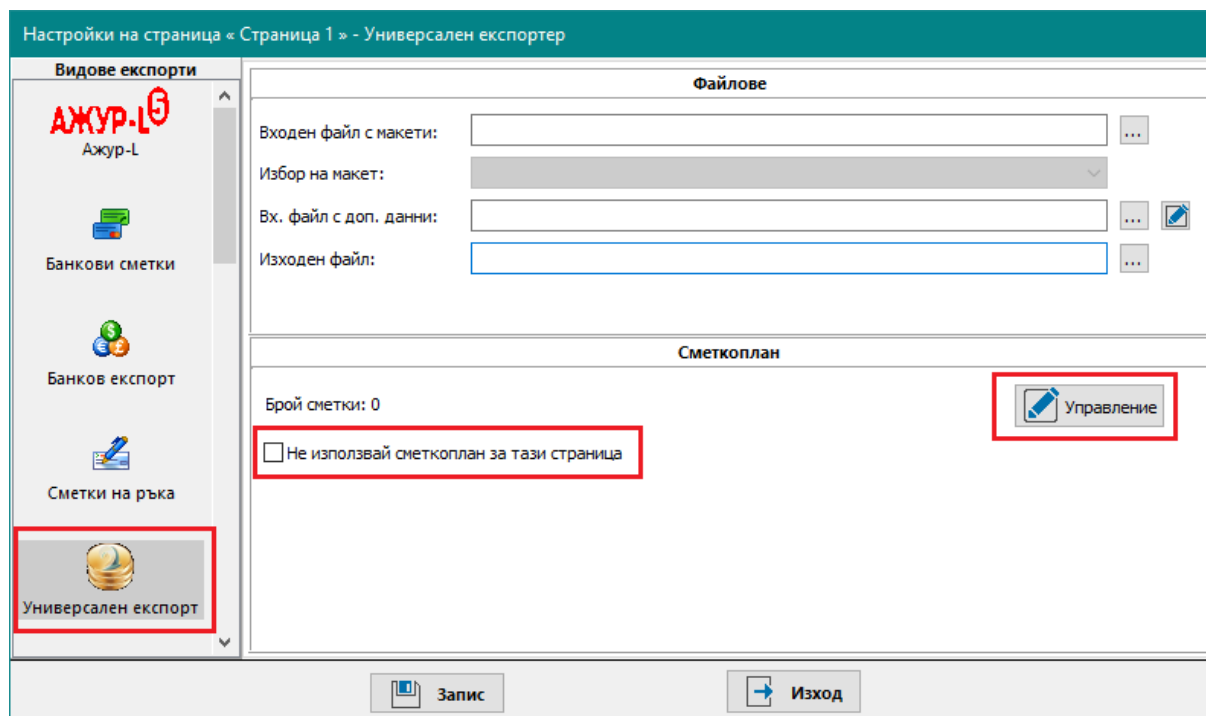 Настройки на страница « Страница 1 » - Универсален експортер
Видове експорти
АЖУР-L 5
Ажур-L
Банкови сметки
Банков експорт
Сметки на ръка
Универсален експорт
Файлове
Входен файл с макети:
...
Избор на макет:
Вх. файл с доп. данни:
...
Изходен файл:
...
Сметкоплан
Брой сметки: 0
Управление
Не използвай сметкоплан за тази страница
Запис
Изход